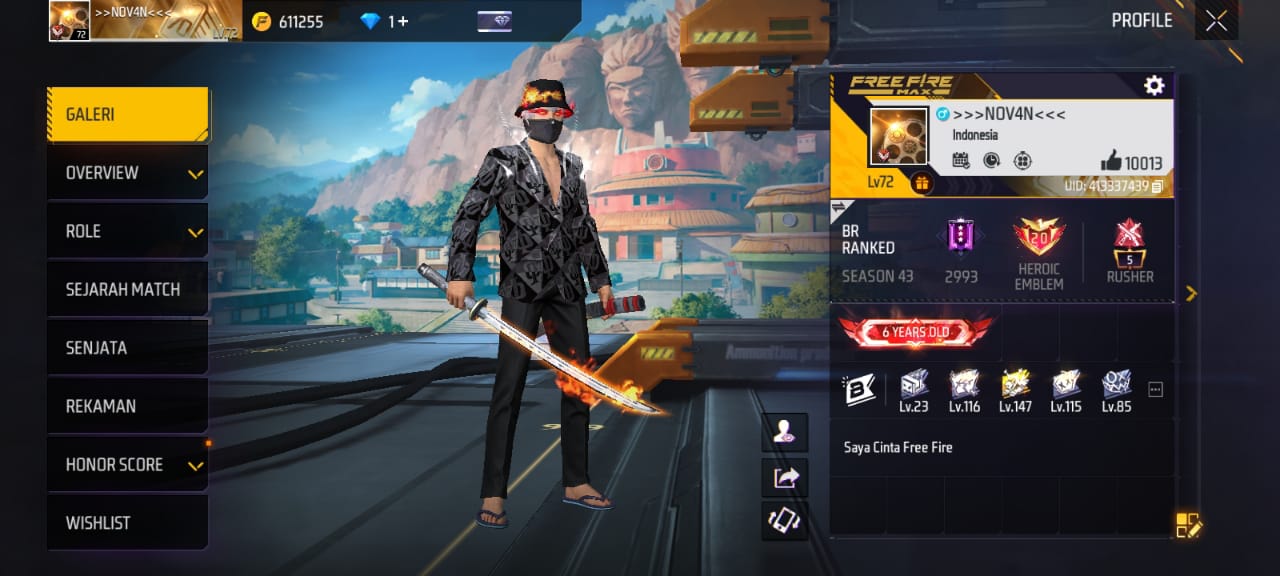 >>NOV4N<<<
72
LV.72
611255
1+
PROFILE
GALERI
OVERVIEW
ROLE
SEJARAH MATCH
SENJATA
REKAMAN
HONOR SCORE
WISHLIST
FREE FIRE
MAX
>>>NOV4N<<<
Indonesia
10013
Lv72
UID: 413337439
BR
RANKED
SEASON 43
2993
20
HEROIC
EMBLEM
5
RUSHER
6 YEARS OLD
B
Lv.23
Lv.116
Lv.147
Lv.115
Lv.85
Saya Cinta Free Fire